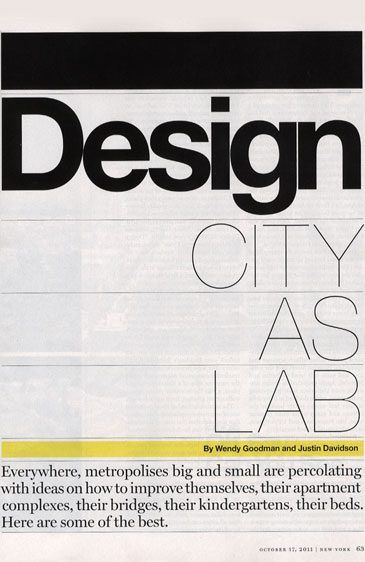 Design
CITY
AS
LAB
By Wendy Goodman and Justin Davidson
Everywhere, metropolises big and small are percolating
with ideas on how to improve themselves, their apartment
complexes, their bridges, their kindergartens, their beds.
Here are some of the best.
OCTOBER 17, 2011 | NEW YORK 63